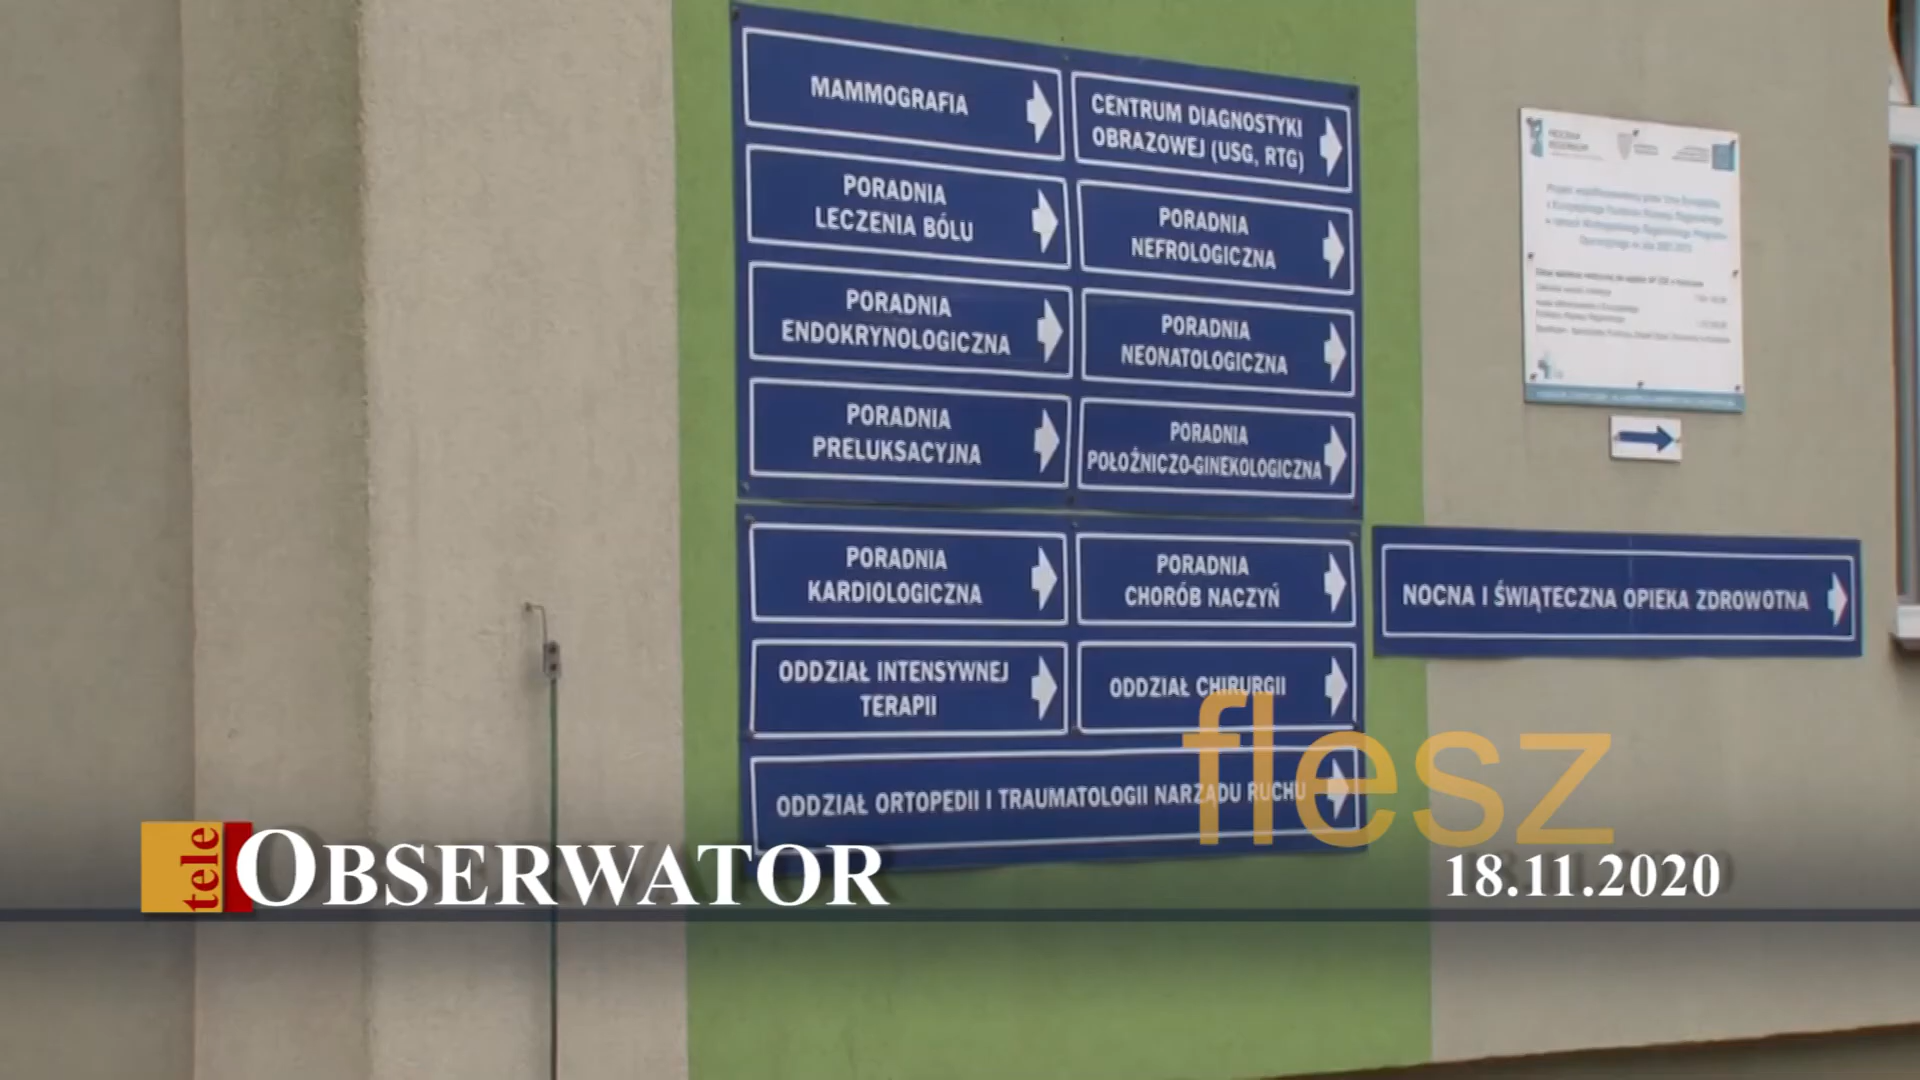 MAMMOGRAFIA
CENTRUM DIAGNOSTYKI
OBRAZOWEJ (USG, RTG)
PORADNIA
LECZENIA BÓLU
PORADNIA
NEFROLOGICZNA
PORADNIA
ENDOKRYNOLOGICZNA
PORADNIA
NEONATOLOGICZNA
PORADNIA
PRELUKSACYJNA
PORADNIA
POŁOŻNICZO-GINEKOLOGICZNA
PORADNIA
KARDIOLOGICZNA
PORADNIA
CHORÓB NACZYŃ
NOCNA I ŚWIĄTECZNA OPIEKA ZDROWOTNA
ODDZIAŁ INTENSYWNEJ
TERAPII
ODDZIAŁ CHIRURGII
ODDZIAŁ ORTOPEDII I TRAUMATOLOGII NARZĄDU RUCHU
flesz
tele
OBSERWATOR
18.11.2020